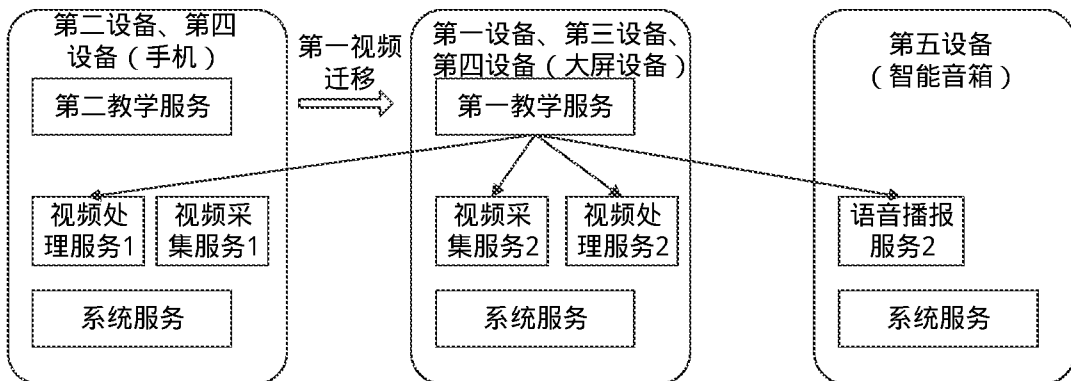 第二设备、第四
设备（手机）
第二教学服务
视频处
理服务1
视频采
集服务1
系统服务
第一视频
迁移
第一设备、第三设备、
第四设备（大屏设备）
第一教学服务
视频采
集服务2
视频处
理服务2
系统服务
第五设备
（智能音箱）
语音播报
服务2
系统服务